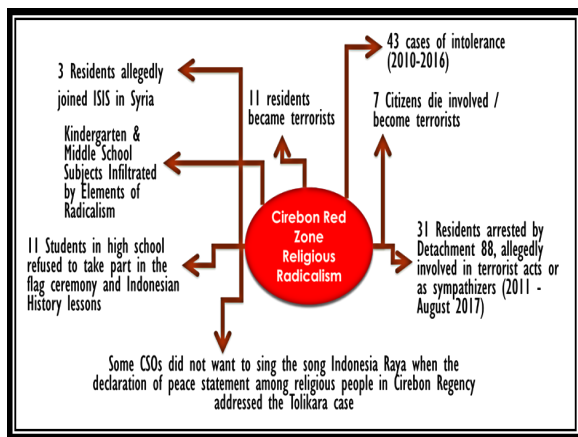 3 Residents allegedly
joined ISIS in Syria
Kindergarten &
Middle School
Subjects Infiltrated
by Elements of
Radicalism
11 Students in high school
refused to take part in the
flag ceremony and Indonesian
History lessons
11 residents
became terrorists
43 cases of intolerance
(2010-2016)
7 Citizens die involved /
become terrorists
Cirebon Red
Zone
Religious
Radicalism
31 Residents arrested by
Detachment 88, allegedly
involved in terrorist acts or
as sympathizers (2011 -
August 2017)
Some CSOs did not want to sing the song Indonesia Raya when the
declaration of peace statement among religious people in Cirebon Regency
addressed the Tolikara case